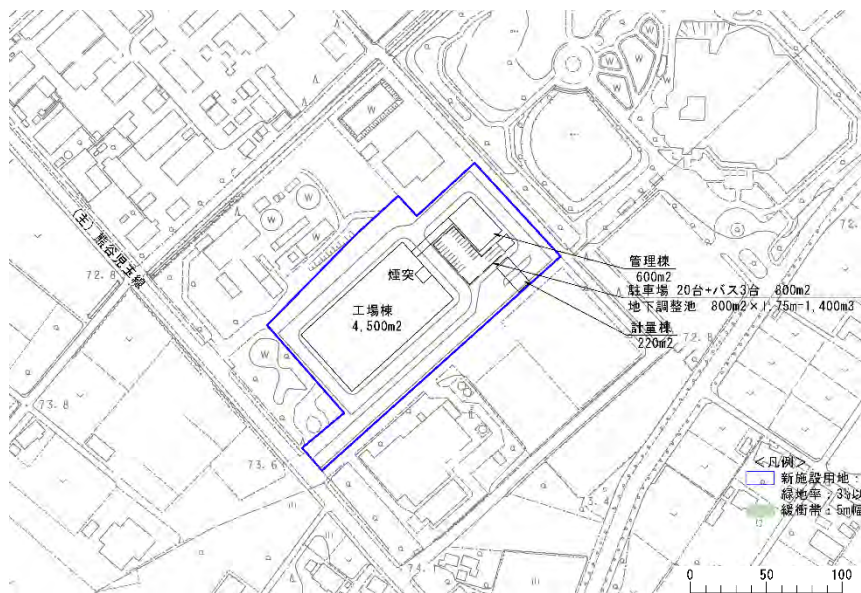 W
W
W
W
W
W
W
(主)熊谷児玉線
72.8
煙突
工場棟
4,500m2
管理棟
600m2
駐車場 20台+バス3台 800m2
地下調整池 800m2×1.75m=1,400m3
計量棟
220m2
72.8
73.8
73.6
73.4
74.1
<凡例>
新施設用地:
緑地率:3%以
緩衝帯:5m幅
0 50 100